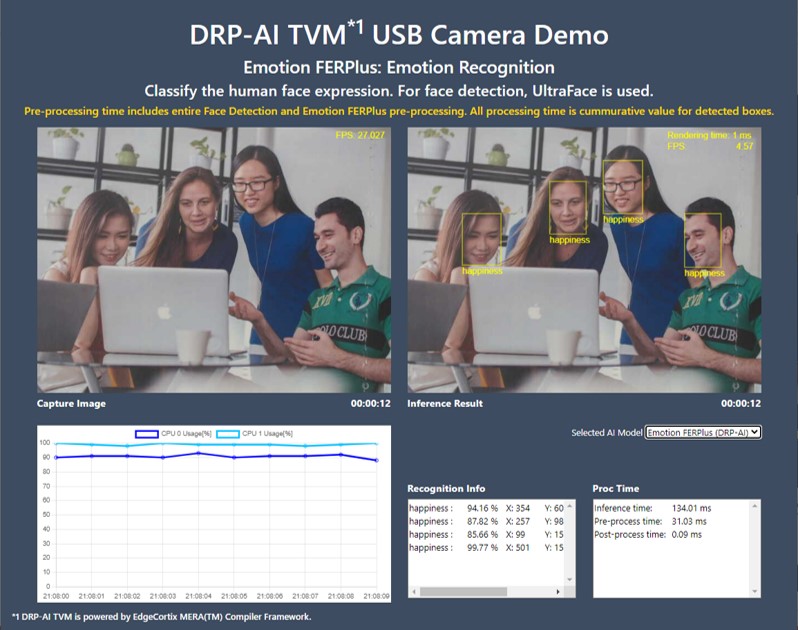 DRP-AI TVM*1 USB Camera Demo
Emotion FERPlus: Emotion Recognition
Classify the human face expression. For face detection, UltraFace is used.
Pre-processing time includes entire Face Detection and Emotion FERPlus pre-processing. All processing time is cummurative value for detected boxes.
FPS: 27.027
Rendering time: 1 ms
FPS: 4.57
happiness
happiness
happiness
happiness
XVII
POLO CLUB
XVII
POLO CLUB
Capture Image 00:00:12
Inference Result 00:00:12
CPU 0 Usage[%] CPU 1 Usage[%]
100
90
80
70
60
50
40
30
20
10
0
21:08:00 21:08:01 21:08:02 21:08:03 21:08:04 21:08:05 21:08:06 21:08:07 21:08:08 21:08:09
Selected AI Model Emotion FERPlus (DRP-AI)
Recognition Info
happiness : 94.16 % X: 354 Y: 60
happiness : 87.82 % X: 257 Y: 98
happiness : 85.66 % X: 99 Y: 15
happiness : 99.77 % X: 501 Y: 15
Proc Time
Inference time: 134.01 ms
Pre-process time: 31.03 ms
Post-process time: 0.09 ms
*1 DRP-AI TVM is powered by EdgeCortix MERA(TM) Compiler Framework.